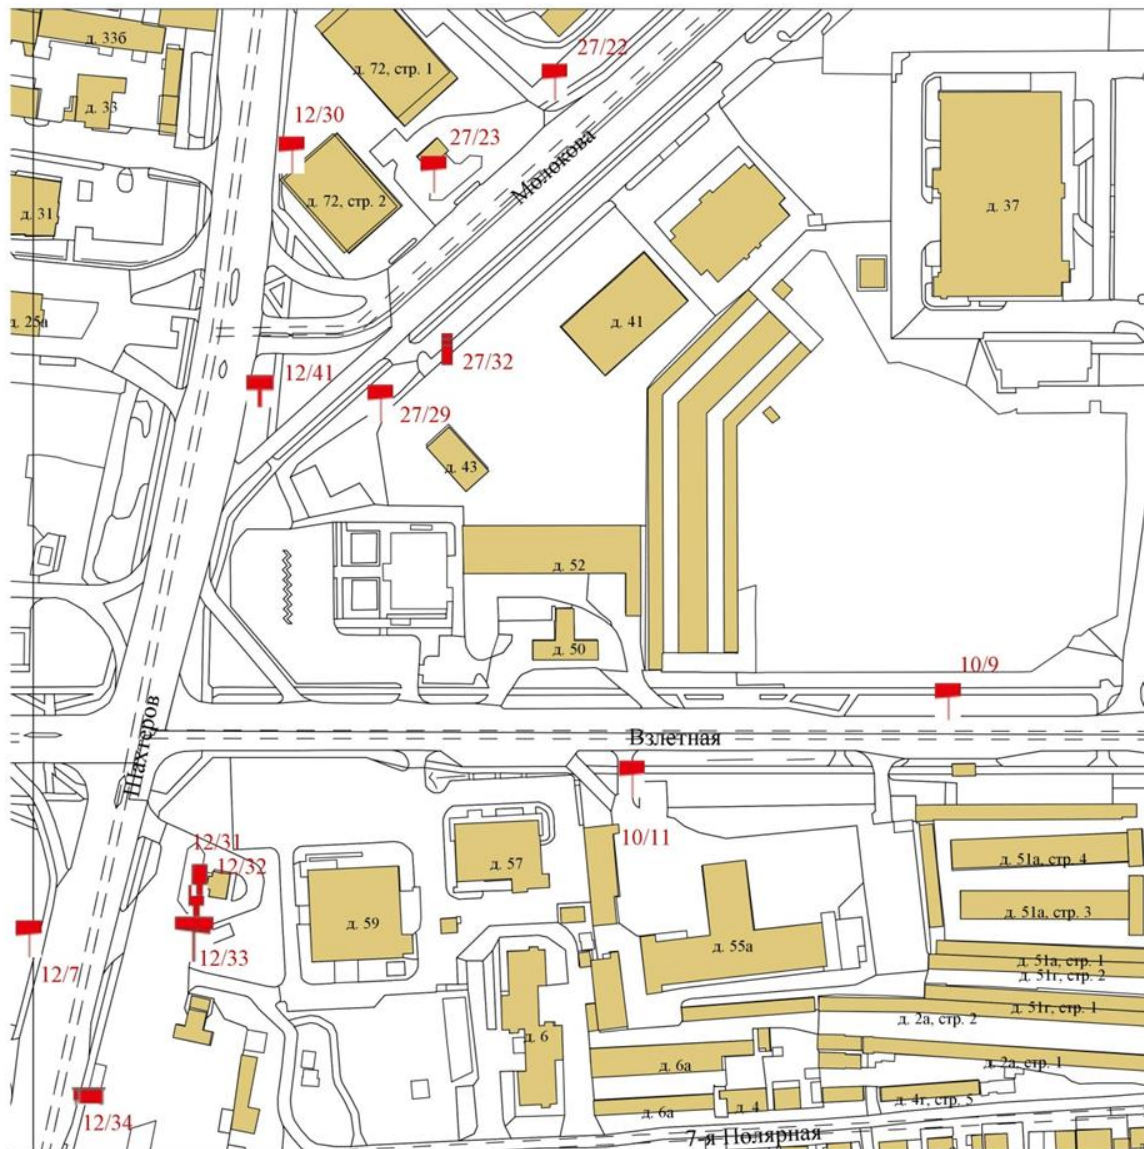 д. 33б
27/22
д. 72, стр. 1
д. 33
12/30
27/23
Молокова
д. 72, стр. 2
д. 31
д. 37
д. 25а
д. 41
27/32
12/41
27/29
д. 43
д. 52
д. 50
10/9
Шахтеров
Взлетная
12/31
10/11
12/32
д. 57
д. 51а, стр. 4
д. 51а, стр. 3
д. 59
д. 55а
12/33
д. 51а, стр. 1
12/7
д. 51г, стр. 2
д. 51г, стр. 1
д. 2а, стр. 2
д. 6
д. 6а
д. 2а, стр. 1
д. 4г, стр. 5
д. 6а
д. 4
12/34
7-я Полярная